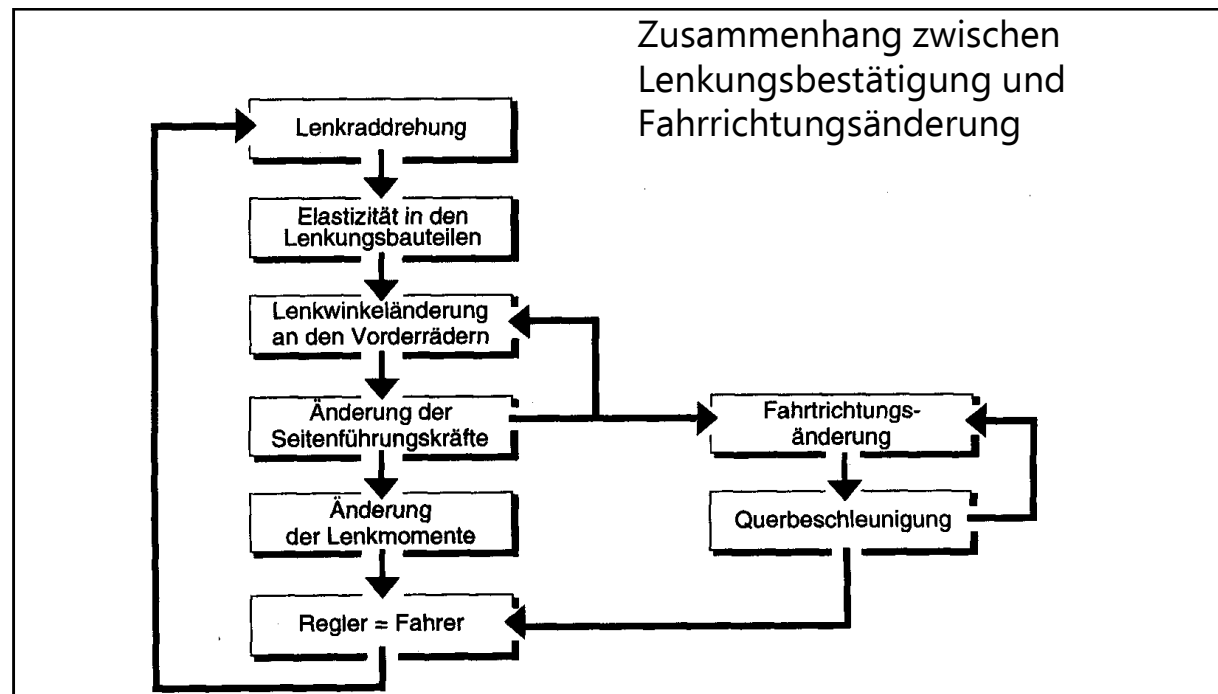 Zusammenhang zwischen
Lenkungsbestätigung und
Fahrrichtungsänderung
Lenkraddrehung
Elastizität in den
Lenkungsbauteilen
Lenkwinkeländerung
an den Vorderrädern
Änderung der
Seitenführungskräfte
Änderung
der Lenkmomente
Regler = Fahrer
Fahrtrichtungs-
änderung
Querbeschleunigung